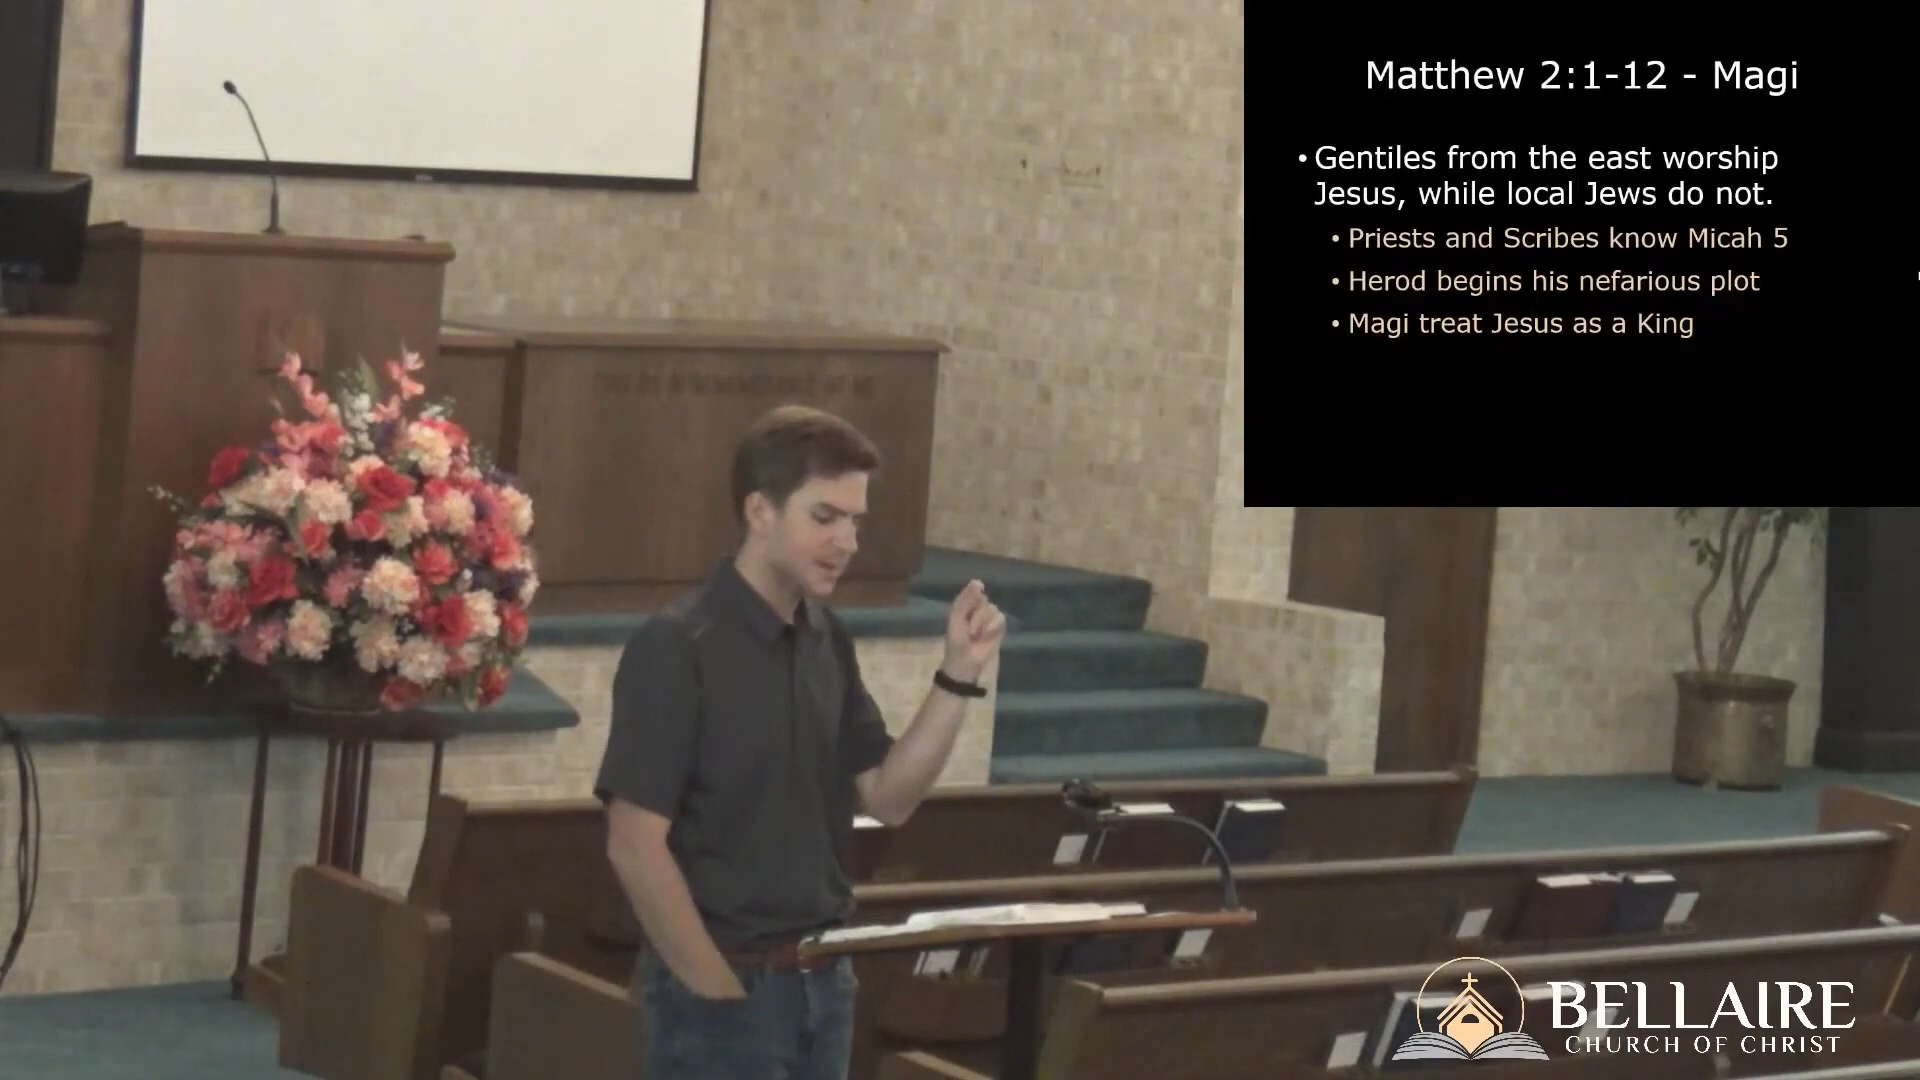 Matthew 2:1-12 - Magi
• Gentiles from the east worship
Jesus, while local Jews do not.
• Priests and Scribes know Micah 5
• Herod begins his nefarious plot
• Magi treat Jesus as a King
BELLAIRE
CHURCH OF CHRIST